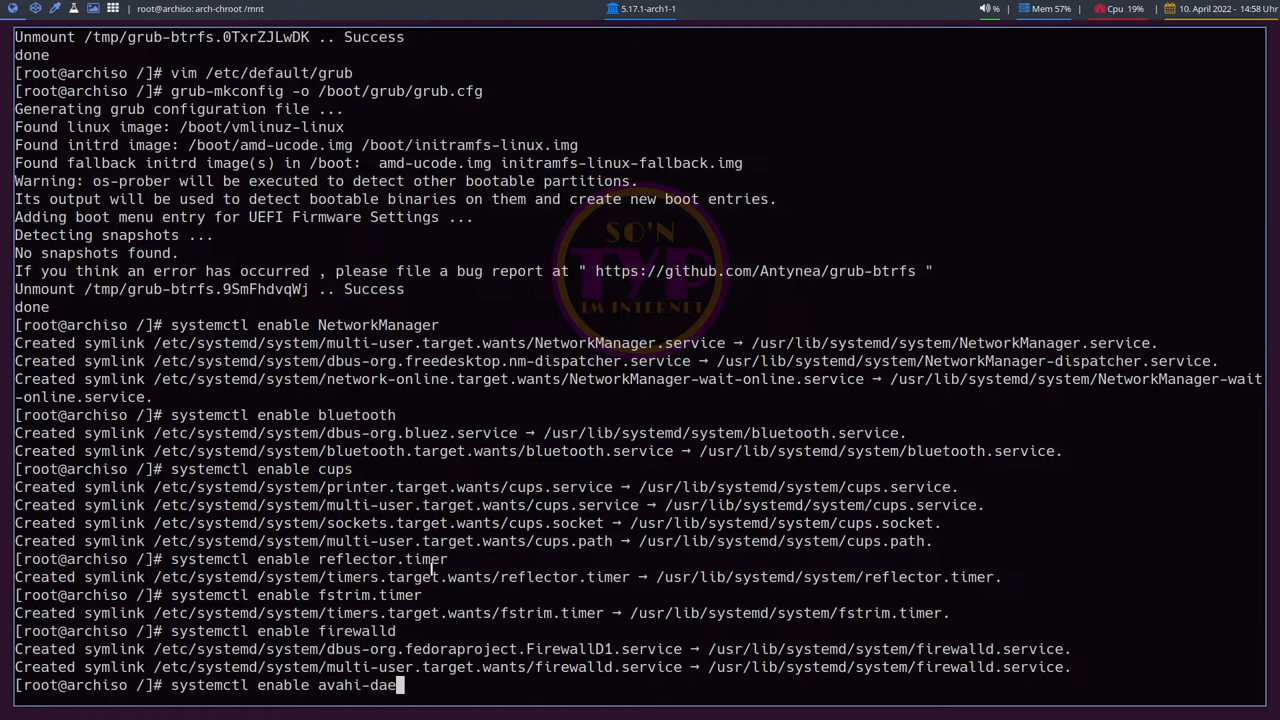 root@archiso: arch-chroot /mnt
5.17.1-arch1-1
%
Mem 57%
Cpu 19%
10. April 2022 - 14:58 Uhr
Unmount /tmp/grub-btrfs.0TxrZJLwDK .. Success
done
[root@archiso /]# vim /etc/default/grub
[root@archiso /]# grub-mkconfig -o /boot/grub/grub.cfg
Generating grub configuration file ...
Found linux image: /boot/vmlinuz-linux
Found initrd image: /boot/amd-ucode.img /boot/initramfs-linux.img
Found fallback initrd image(s) in /boot:  amd-ucode.img initramfs-linux-fallback.img
Warning: os-prober will be executed to detect other bootable partitions.
Its output will be used to detect bootable binaries on them and create new boot entries.
Adding boot menu entry for UEFI Firmware Settings ...
Detecting snapshots ...
No snapshots found.
If you think an error has occurred , please file a bug report at " https://github.com/Antynea/grub-btrfs "
Unmount /tmp/grub-btrfs.9SmFhdvqWj .. Success
done
[root@archiso /]# systemctl enable NetworkManager
Created symlink /etc/systemd/system/multi-user.target.wants/NetworkManager.service → /usr/lib/systemd/system/NetworkManager.service.
Created symlink /etc/systemd/system/dbus-org.freedesktop.nm-dispatcher.service → /usr/lib/systemd/system/NetworkManager-dispatcher.service.
Created symlink /etc/systemd/system/network-online.target.wants/NetworkManager-wait-online.service → /usr/lib/systemd/system/NetworkManager-wait
-online.service.
[root@archiso /]# systemctl enable bluetooth
Created symlink /etc/systemd/system/dbus-org.bluez.service → /usr/lib/systemd/system/bluetooth.service.
Created symlink /etc/systemd/system/bluetooth.target.wants/bluetooth.service → /usr/lib/systemd/system/bluetooth.service.
[root@archiso /]# systemctl enable cups
Created symlink /etc/systemd/system/printer.target.wants/cups.service → /usr/lib/systemd/system/cups.service.
Created symlink /etc/systemd/system/multi-user.target.wants/cups.service → /usr/lib/systemd/system/cups.service.
Created symlink /etc/systemd/system/sockets.target.wants/cups.socket → /usr/lib/systemd/system/cups.socket.
Created symlink /etc/systemd/system/multi-user.target.wants/cups.path → /usr/lib/systemd/system/cups.path.
[root@archiso /]# systemctl enable reflector.timer
Created symlink /etc/systemd/system/timers.target.wants/reflector.timer → /usr/lib/systemd/system/reflector.timer.
[root@archiso /]# systemctl enable fstrim.timer
Created symlink /etc/systemd/system/timers.target.wants/fstrim.timer → /usr/lib/systemd/system/fstrim.timer.
[root@archiso /]# systemctl enable firewalld
Created symlink /etc/systemd/system/dbus-org.fedoraproject.FirewallD1.service → /usr/lib/systemd/system/firewalld.service.
Created symlink /etc/systemd/system/multi-user.target.wants/firewalld.service → /usr/lib/systemd/system/firewalld.service.
[root@archiso /]# systemctl enable avahi-dae
SO'N
TYP
IM INTERNET